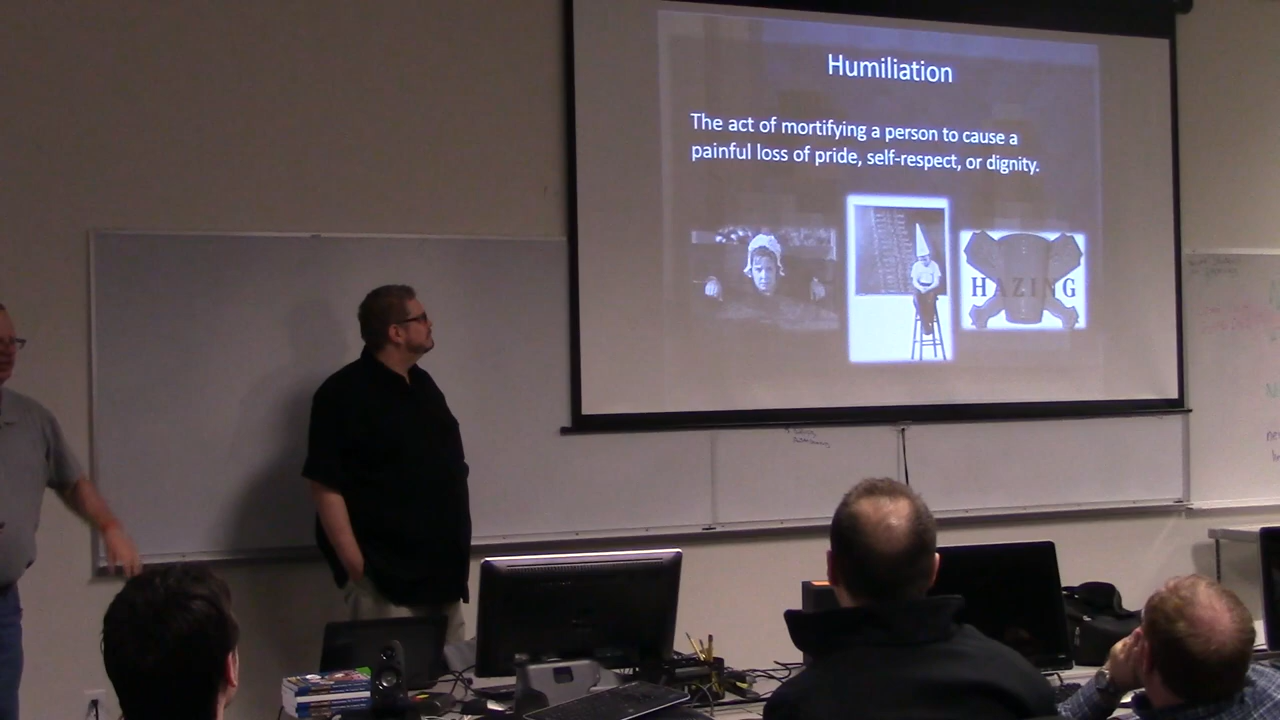 Humiliation
The act of mortifying a person to cause a
painful loss of pride, self-respect, or dignity.
HAZING